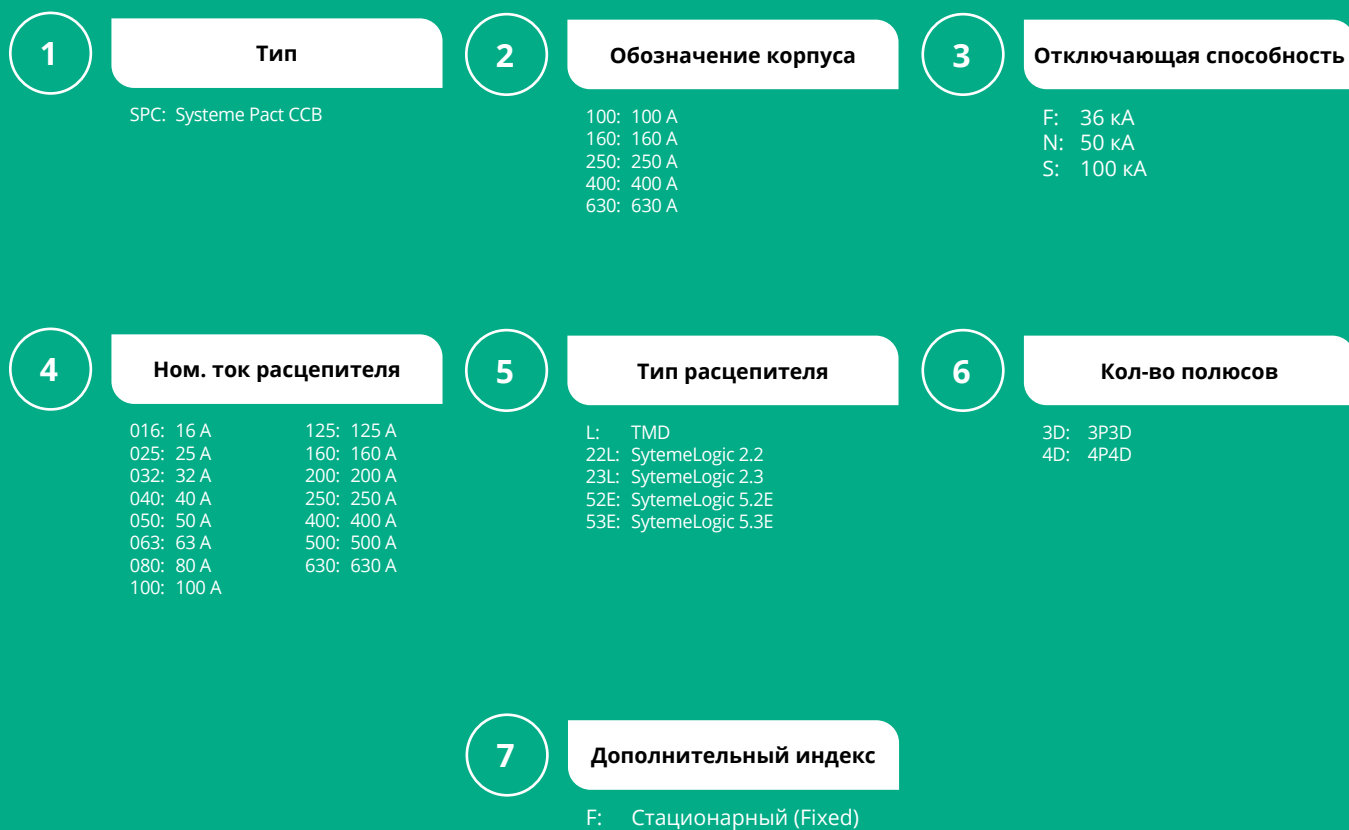 1
Тип
SPC: Systeme Pact CCB
2
Обозначение корпуса
100: 100 А
160: 160 А
250: 250 А
400: 400 А
630: 630 А
3
Отключающая способность
F: 36 кА
N: 50 кА
S: 100 кА
4
Ном. ток расцепителя
016: 16 А
025: 25 А
032: 32 А
040: 40 А
050: 50 А
063: 63 А
080: 80 А
100: 100 А
125: 125 А
160: 160 А
200: 200 А
250: 250 А
400: 400 А
500: 500 А
630: 630 А
5
Тип расцепителя
L: TMD
22L: SytemeLogic 2.2
23L: SytemeLogic 2.3
52E: SytemeLogic 5.2E
53E: SytemeLogic 5.3E
6
Кол-во полюсов
3D: 3P3D
4D: 4P4D
7
Дополнительный индекс
F: Стационарный (Fixed)